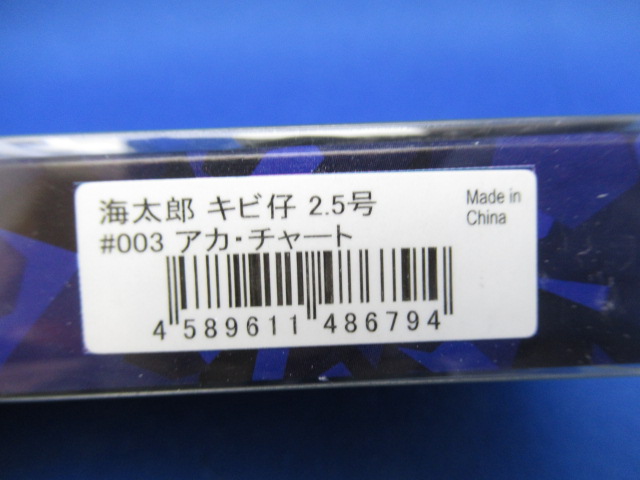 海太郎 キビ仔 2.5号
#003 アカ・チャート
Made in
China
4 589611 486794